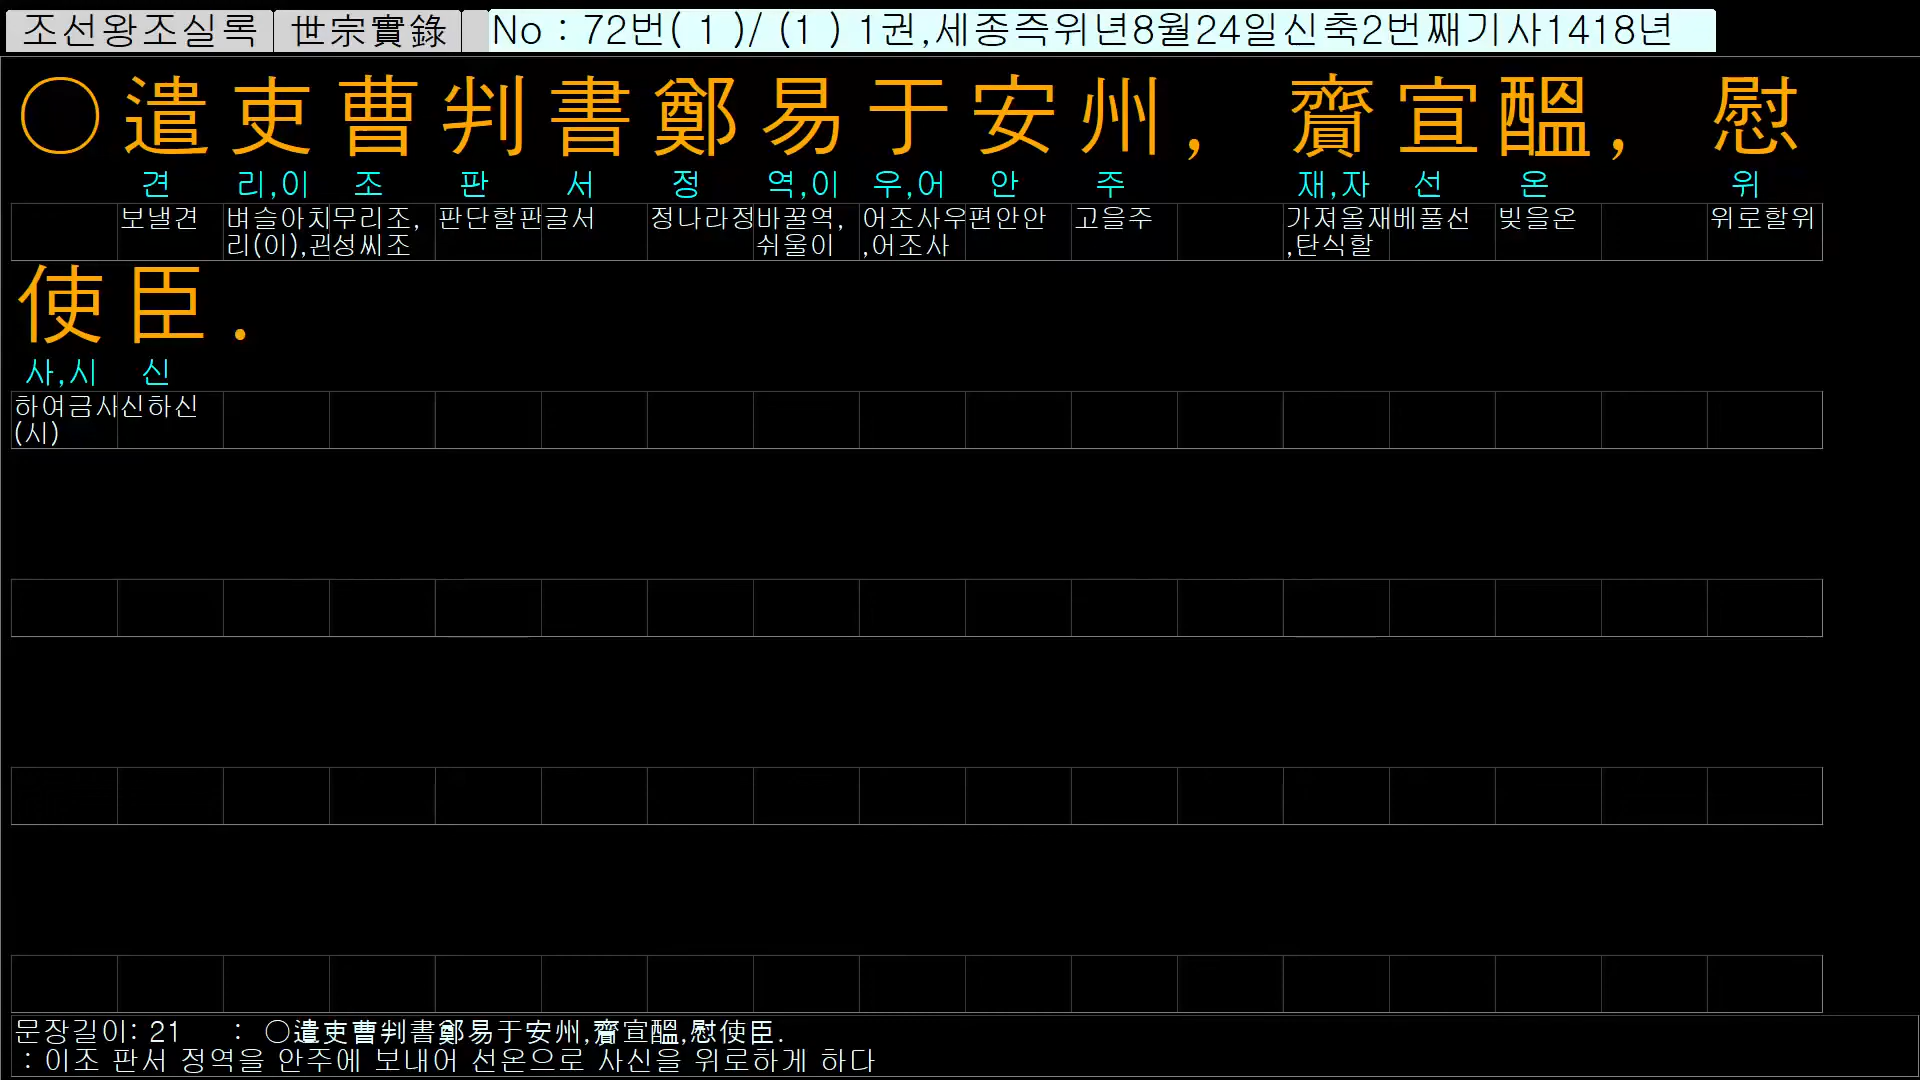 조선왕조실록 世宗實錄 No : 72번( 1 )/ (1 ) 1권,세종즉위년8월24일신축2번째기사1418년
○遣吏曹判書鄭易于安州, 齎宣醞, 慰
견 리,이 조 판 서 정 역,이 우,어 안 주 재,자 선 온 위
보낼견 벼슬아치 무리조, 판단할판 글서 정나라정 바꿀역, 어조사우 편안안 고을주 가져올재 베풀선 빚을온 위로할위
리(이),관 성씨조 쉬울이 ,어조사 ,탄식할
使臣.
사,시 신
하여금사 신하신
(시)
문장길이: 21 : ○遣吏曹判書鄭易于安州,齎宣醞,慰使臣.
: 이조 판서 정역을 안주에 보내어 선온으로 사신을 위로하게 하다